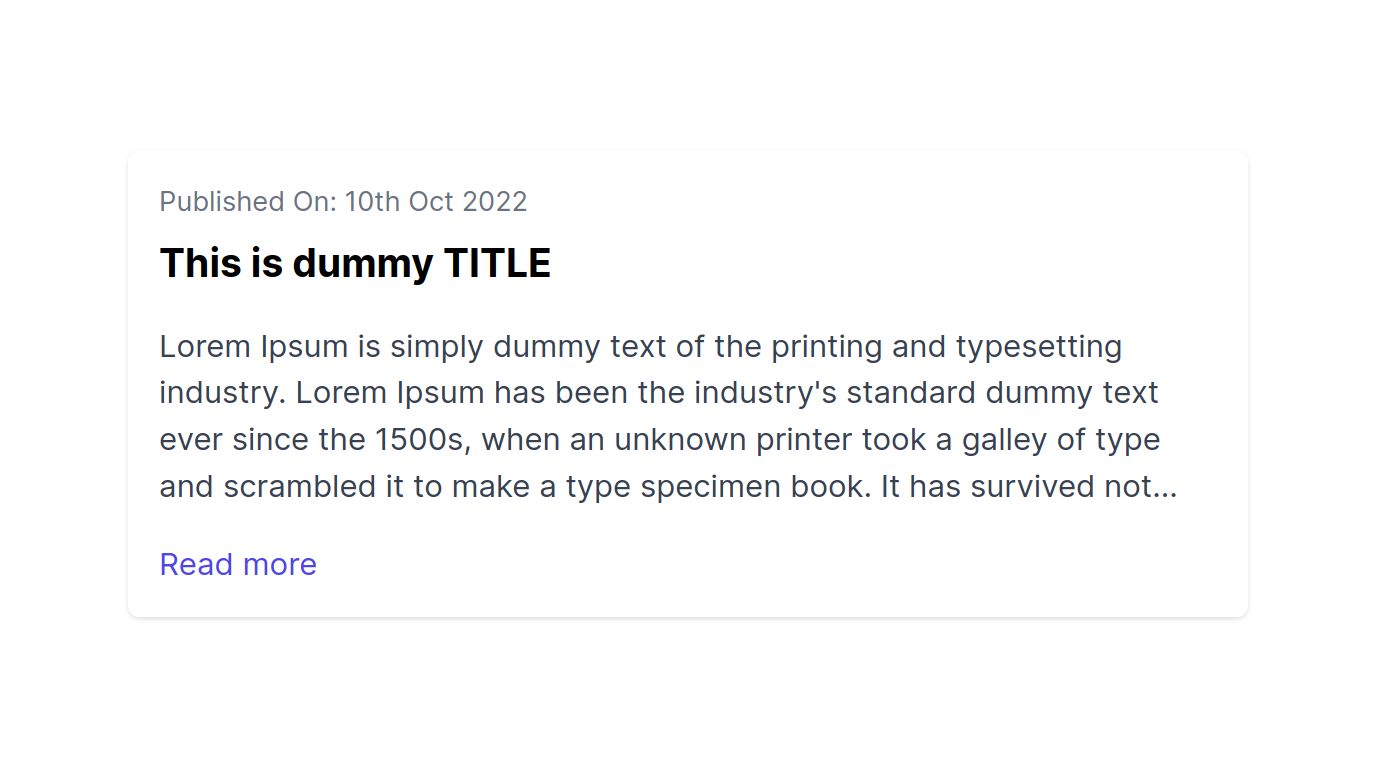 Published On: 10th Oct 2022
This is dummy TITLE
Lorem Ipsum is simply dummy text of the printing and typesetting
industry. Lorem Ipsum has been the industry's standard dummy text
ever since the 1500s, when an unknown printer took a galley of type
and scrambled it to make a type specimen book. It has survived not...
Read more